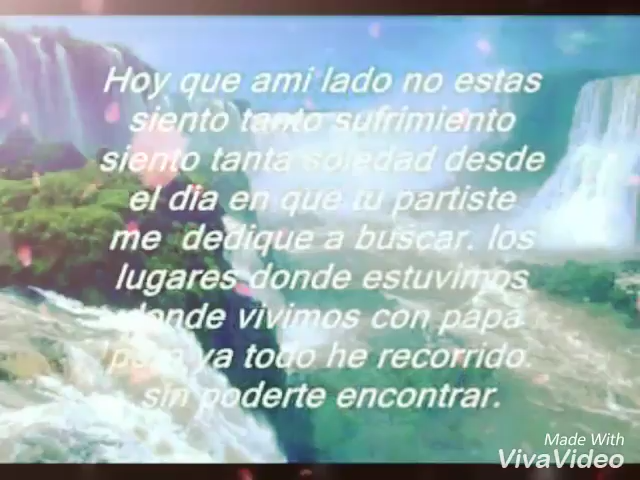 Hoy que ami lado no estas
siento tanto sufrimiento
siento tanta soledad desde
el dia en que tu partiste
me dedique a buscar. los
lugares donde estuvimos
donde vivimos con papá
ya todo he recorrido.
sin poderte encontrar.
Made With
VivaVideo